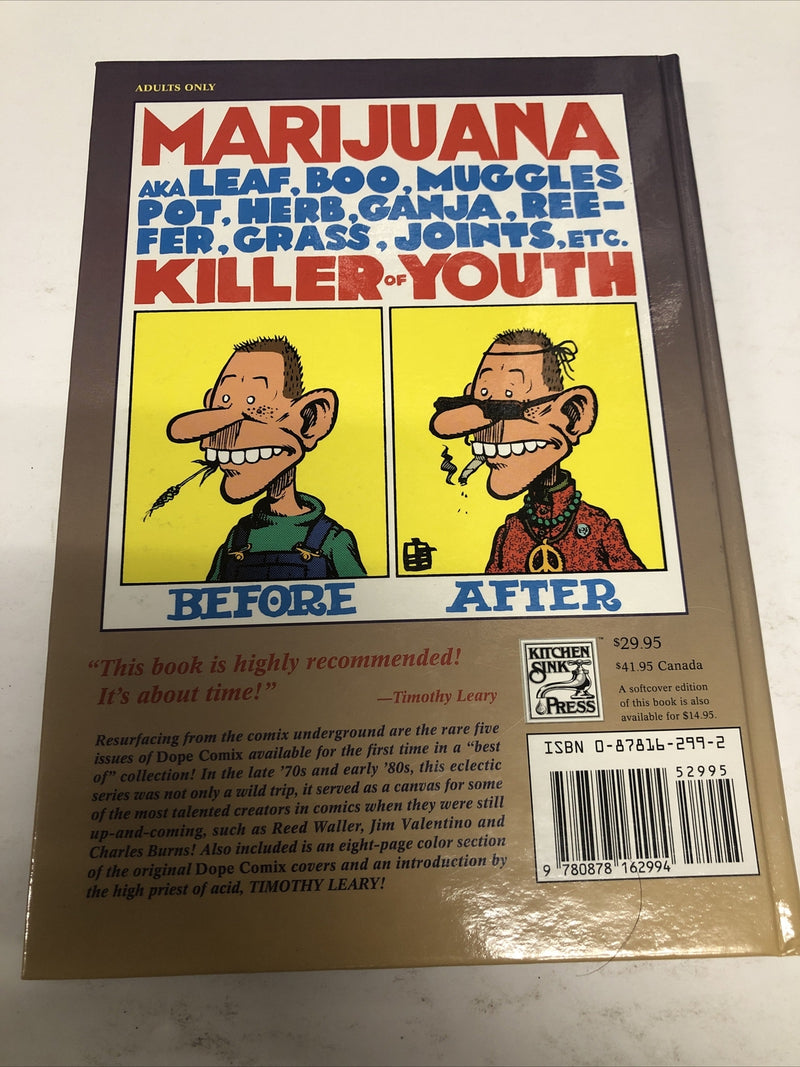 ADULTS ONLY
MARIJUANA
AKA LEAF, BOO, MUGGLES
POT, HERB, GANJA, REE-
FER, GRASS, JOINTS, ETC.
KILLER OF YOUTH
BEFORE
AFTER
“This book is highly recommended!
It's about time!”
—Timothy Leary
Resurfacing from the comix underground are the rare five
issues of Dope Comix available for the first time in a “best
of” collection! In the late '70s and early '80s, this eclectic
series was not only a wild trip, it served as a canvas for some
of the most talented creators in comics when they were still
up-and-coming, such as Reed Waller, Jim Valentino and
Charles Burns! Also included is an eight-page color section
of the original Dope Comix covers and an introduction by
the high priest of acid, TIMOTHY LEARY!
KITCHEN
SINK
PRESS
™
$29.95
$41.95 Canada
A softcover edition
of this book is also
available for $14.95.
ISBN 0-87816-299-2
52995
9 780878 162994